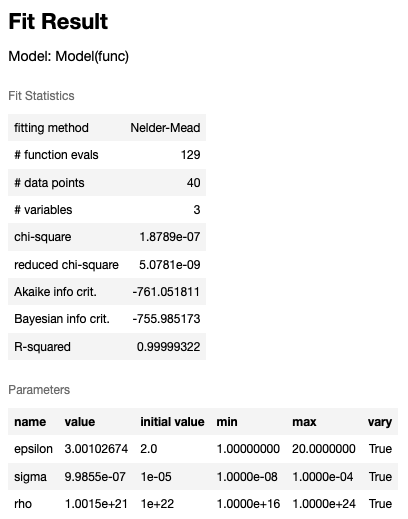 Fit Result
Model: Model(func)
Fit Statistics
fitting method Nelder-Mead
# function evals 129
# data points 40
# variables 3
chi-square 1.8789e-07
reduced chi-square 5.0781e-09
Akaike info crit. -761.051811
Bayesian info crit. -755.985173
R-squared 0.99999322
Parameters
name value initial value min max vary
epsilon 3.00102674 2.0 1.00000000 20.0000000 True
sigma 9.9855e-07 1e-05 1.0000e-08 1.0000e-04 True
rho 1.0015e+21 1e+22 1.0000e+16 1.0000e+24 True